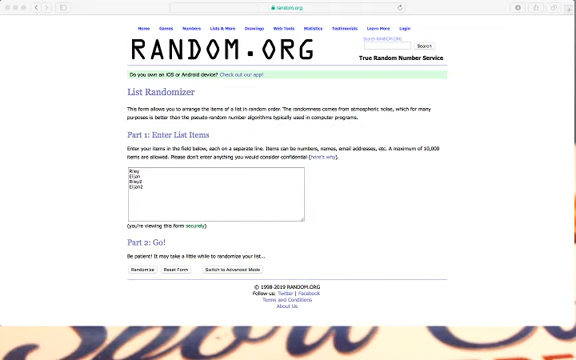 random.org
Home Games Numbers Lists & More Drawings Web Tools Statistics Testimonials Learn More Login
RANDOM.ORG
Search RANDOM.ORG
Search
True Random Number Service
Do you own an iOS or Android device? Check out our app!
List Randomizer
This form allows you to arrange the items of a list in random order. The randomness comes from atmospheric noise, which for many
purposes is better than the pseudo-random number algorithms typically used in computer programs.
Part 1: Enter List Items
Enter your items in the field below, each on a separate line. Items can be numbers, names, email addresses, etc. A maximum of 10,000
items are allowed. Please don't enter anything you would consider confidential (here's why).
Riley
Elijah
Riley2
Elijah2
(you're viewing this form securely)
Part 2: Go!
Be patient! It may take a little while to randomize your list...
Randomize Reset Form Switch to Advanced Mode
© 1998-2019 RANDOM.ORG
Follow us: Twitter | Facebook
Terms and Conditions
About Us